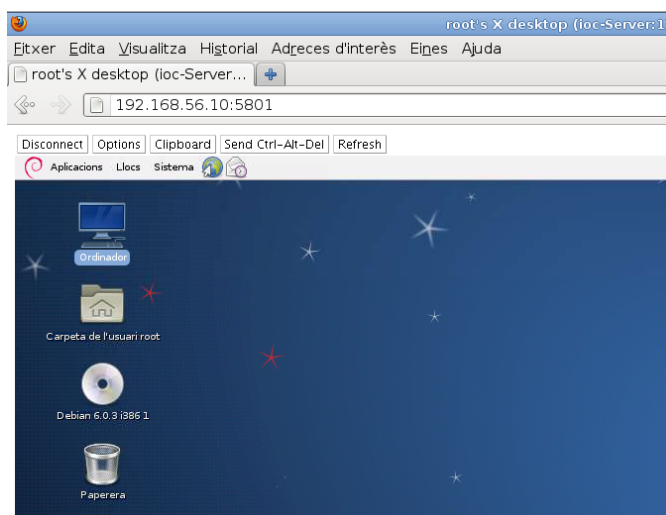 root's X desktop (ioc-Server:1
Fitxer Edita Visualitza Historial Adreces d'interès Eines Ajuda
root's X desktop (ioc-Server...
192.168.56.10:5801
Disconnect Options Clipboard Send Ctrl-Alt-Del Refresh
Aplicacions Llocs Sistema
Ordinador
Carpeta de l'usuari root
Debian 6.0.3 i386 1
Paperera